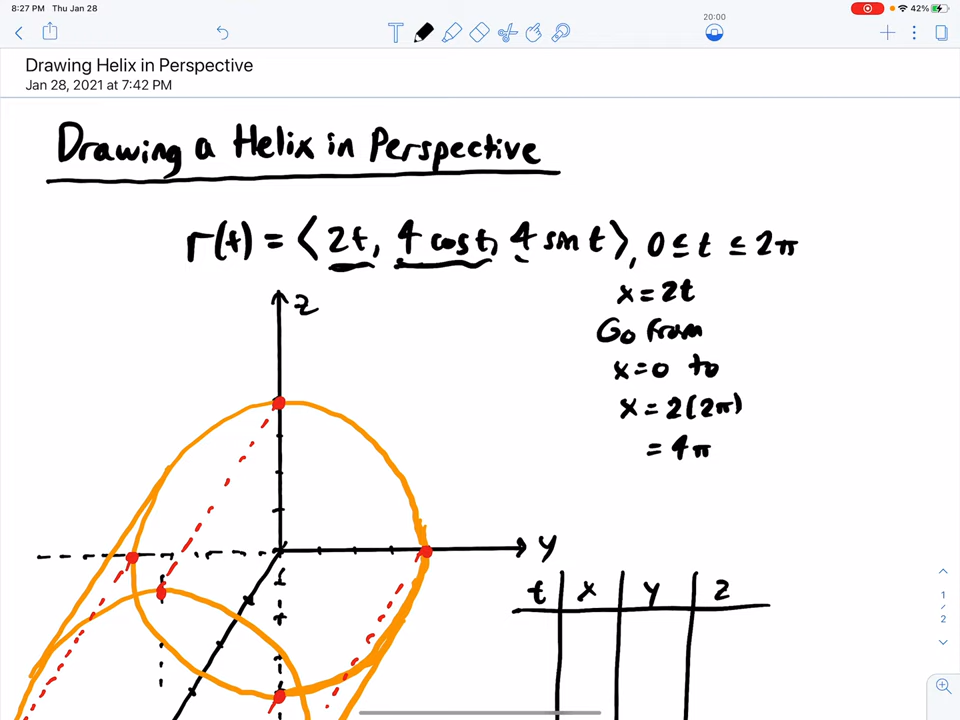 8:27 PM Thu Jan 28
42%
20:00
Drawing Helix in Perspective
Jan 28, 2021 at 7:42 PM
Drawing a Helix in Perspective
r(t) = ⟨2t, 4 cost, 4 sin t⟩, 0 ≤ t ≤ 2π
x = 2t
Go from
x = 0 to
x = 2(2π)
= 4π
z
y
t x y z
1
/
2